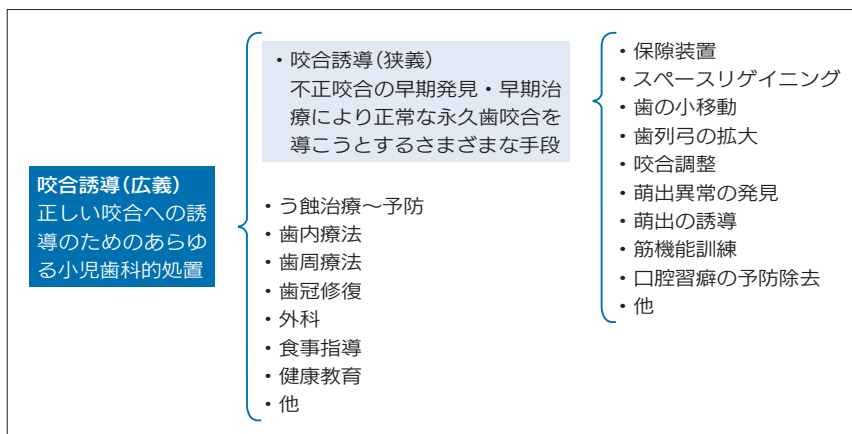 咬合誘導(広義)
正しい咬合への誘
導のためのあらゆ
る小児歯科的処置
・咬合誘導(狭義)
不正咬合の早期発見・早期治
療により正常な永久歯咬合を
導こうとするさまざまな手段
・う蝕治療〜予防
・歯内療法
・歯周療法
・歯冠修復
・外科
・食事指導
・健康教育
・他
・保隙装置
・スペースリゲイニング
・歯の小移動
・歯列弓の拡大
・咬合調整
・萌出異常の発見
・萌出の誘導
・筋機能訓練
・口腔習癖の予防除去
・他